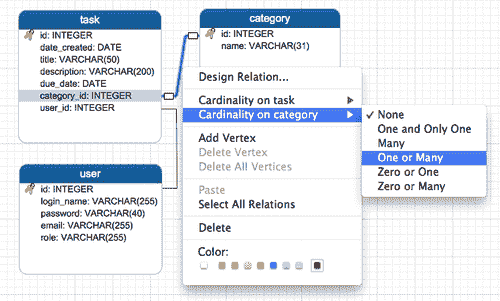 task
id: INTEGER
date_created: DATE
title: VARCHAR(50)
description: VARCHAR(200)
due_date: DATE
category_id: INTEGER
user_id: INTEGER
category
id: INTEGER
name: VARCHAR(31)
user
id: INTEGER
login_name: VARCHAR(255)
password: VARCHAR(40)
email: VARCHAR(255)
role: VARCHAR(255)
Design Relation...
Cardinality on task
Cardinality on category
Add Vertex
Delete Vertex
Delete All Vertices
Paste
Select All Relations
Delete
Color:
None
One and Only One
Many
One or Many
Zero or One
Zero or Many